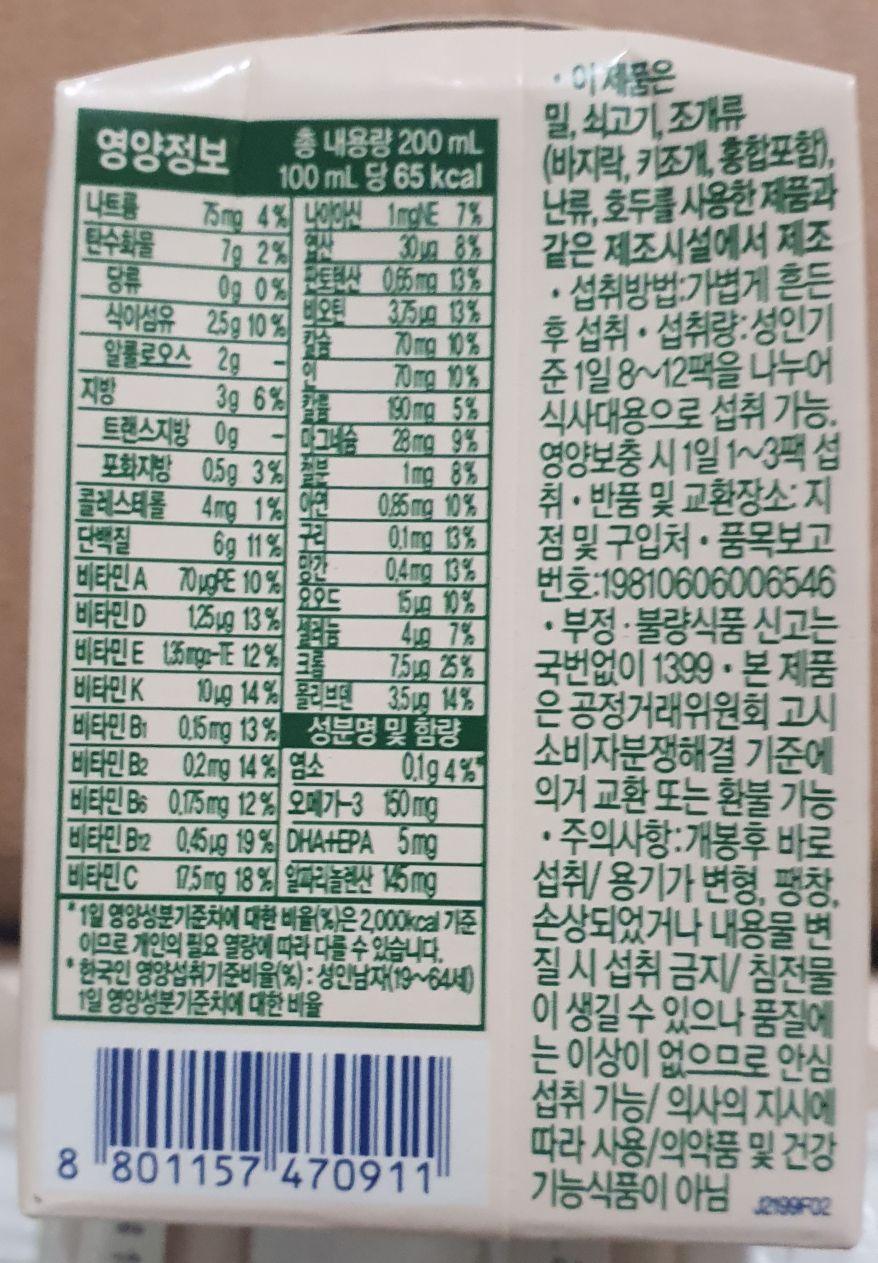 영양정보
총 내용량 200 mL
100 mL 당 65 kcal
나트륨 75mg 4%
탄수화물 7g 2%
당류 0g 0%
식이섬유 2.5g 10%
알룰로오스 2g -
지방 3g 6%
트랜스지방 0g -
포화지방 0.5g 3%
콜레스테롤 4mg 1%
단백질 6g 11%
비타민 A 70μgRE 10%
비타민 D 1.25μg 13%
비타민 E 1.35mgα-TE 12%
비타민 K 10μg 14%
비타민 B1 0.15mg 13%
비타민 B2 0.2mg 14%
비타민 B6 0.175mg 12%
비타민 B12 0.45μg 19%
비타민 C 17.5mg 18%
나이아신 1mgNE 7%
엽산 30μg 8%
판토텐산 0.65mg 13%
비오틴 3.75μg 13%
칼슘 70mg 10%
인 70mg 10%
칼륨 190mg 5%
마그네슘 28mg 9%
철분 1mg 8%
아연 0.85mg 10%
구리 0.1mg 13%
망간 0.4mg 13%
요오드 15μg 10%
셀레늄 4μg 7%
크롬 7.5μg 25%
몰리브덴 3.5μg 14%
성분명 및 함량
염소 0.1g 4%*
오메가-3 150mg
DHA+EPA 5mg
알파리놀렌산 145mg
*1일 영양성분기준치에 대한 비율(%)은 2,000kcal 기준
이므로 개인의 필요 열량에 따라 다를 수 있습니다.
*한국인 영양섭취기준비율(%) : 성인남자(19~64세)
1일 영양성분기준치에 대한 비율
8 801157 470911
• 이 제품은
밀, 쇠고기, 조개류
(바지락, 키조개, 홍합포함),
난류, 호두를 사용한 제품과
같은 제조시설에서 제조
• 섭취방법:가볍게 흔든
후 섭취 • 섭취량: 성인기
준 1일 8~12팩을 나누어
식사대용으로 섭취 가능.
영양보충 시 1일 1~3팩 섭
취 • 반품 및 교환장소: 지
점 및 구입처 • 품목보고
번호:19810606006546
• 부정 · 불량식품 신고는
국번없이 1399 • 본 제품
은 공정거래위원회 고시
소비자분쟁해결 기준에
의거 교환 또는 환불 가능
• 주의사항:개봉후 바로
섭취/ 용기가 변형, 팽창,
손상되었거나 내용물 변
질 시 섭취 금지/ 침전물
이 생길 수 있으나 품질에
는 이상이 없으므로 안심
섭취 가능/ 의사의 지시에
따라 사용/의약품 및 건강
기능식품이 아님
J2199F02